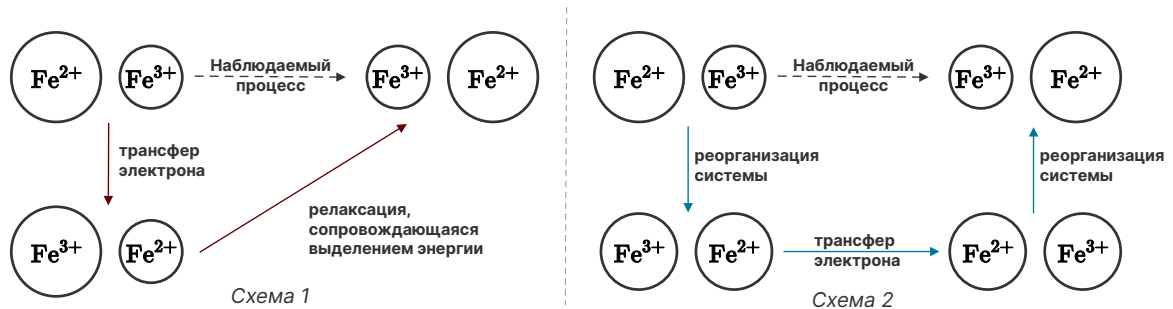 Fe²⁺ Fe³⁺ Наблюдаемый процесс Fe³⁺ Fe²⁺
трансфер
электрона
Fe³⁺ Fe²⁺
релаксация,
сопровождающаяся
выделением энергии
Схема 1
Fe²⁺ Fe³⁺ Наблюдаемый процесс Fe³⁺ Fe²⁺
реорганизация
системы
реорганизация
системы
Fe³⁺ Fe²⁺ трансфер электрона Fe²⁺ Fe³⁺
Схема 2